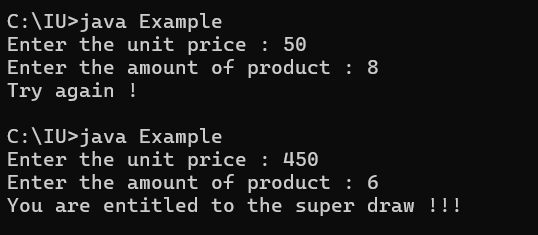 C:\IU>java Example
Enter the unit price : 50
Enter the amount of product : 8
Try again !
C:\IU>java Example
Enter the unit price : 450
Enter the amount of product : 6
You are entitled to the super draw !!!